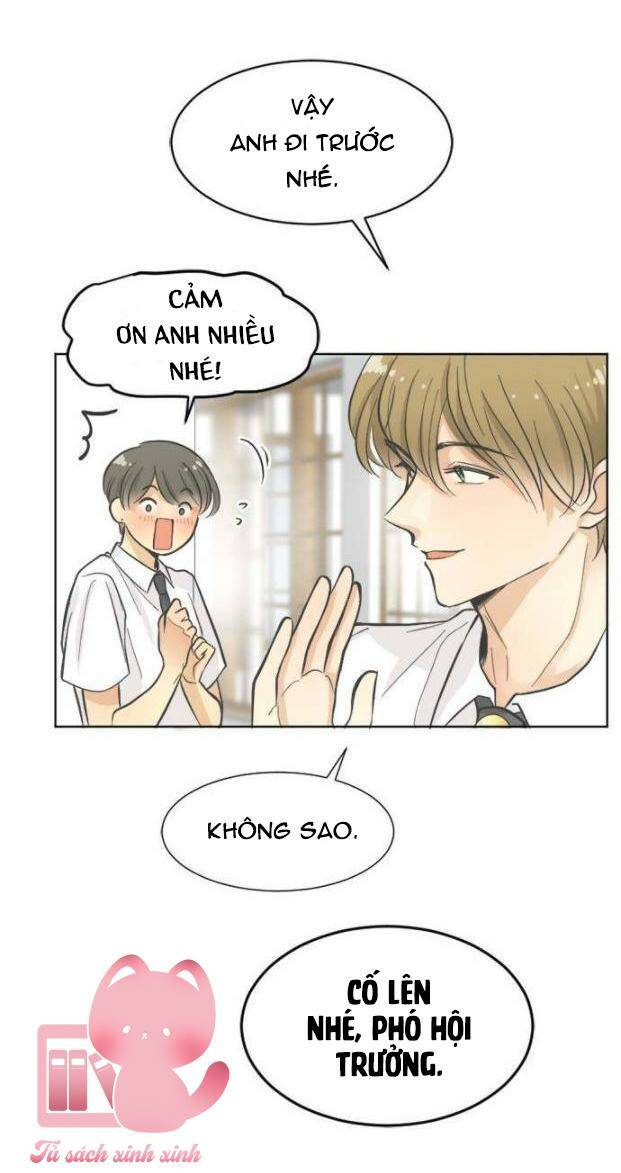 VẬY
ANH ĐI TRƯỚC
NHÉ.
CẢM
ƠN ANH NHIỀU
NHÉ!
KHÔNG SAO.
CỐ LÊN
NHÉ, PHÓ HỘI
TRƯỞNG.
Tủ sách xinh xinh